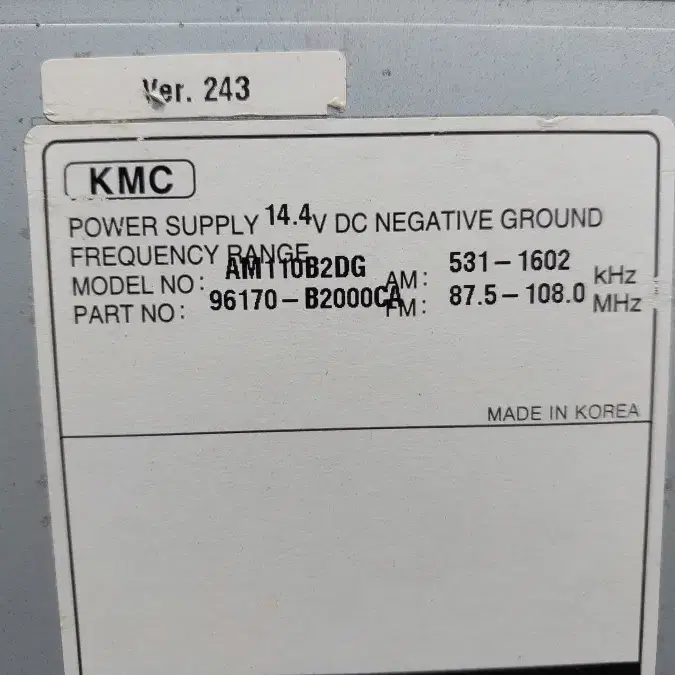 Ver. 243
KMC
POWER SUPPLY 14.4V DC NEGATIVE GROUND
FREQUENCY RANGE
MODEL NO: AM110B2DG AM: 531-1602 kHz
PART NO: 96170-B2000CA FM: 87.5-108.0 MHz
MADE IN KOREA